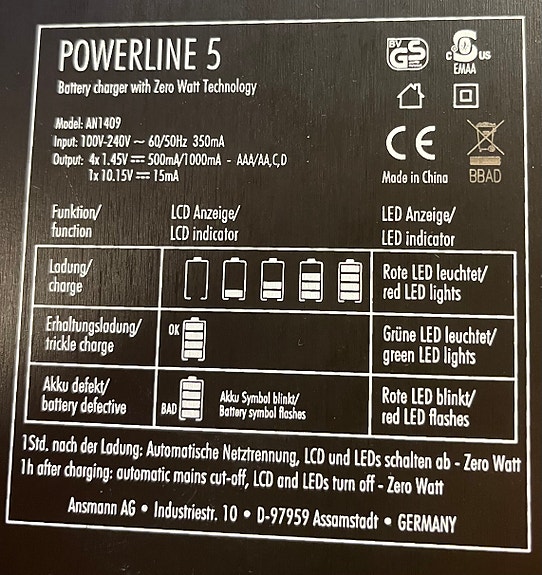 POWERLINE 5
Battery charger with Zero Watt Technology
BV
GS
c us
EMAA
Model: AN1409
Input: 100V-240V ~ 60/50Hz 350mA
Output: 4x 1.45V ⎓ 500mA/1000mA - AAA/AA,C,D
1x 10.15V ⎓ 15mA
CE
Made in China
BBAD
Funktion/
function
LCD Anzeige/
LCD indicator
LED Anzeige/
LED indicator
Ladung/
charge
Rote LED leuchtet/
red LED lights
Erhaltungsladung/
trickle charge
OK
Grüne LED leuchtet/
green LED lights
Akku defekt/
battery defective
BAD
Akku Symbol blinkt/
Battery symbol flashes
Rote LED blinkt/
red LED flashes
1Std. nach der Ladung: Automatische Netztrennung, LCD und LEDs schalten ab - Zero Watt
1h after charging: automatic mains cut-off, LCD and LEDs turn off - Zero Watt
Ansmann AG • Industriestr. 10 • D-97959 Assamstadt • GERMANY